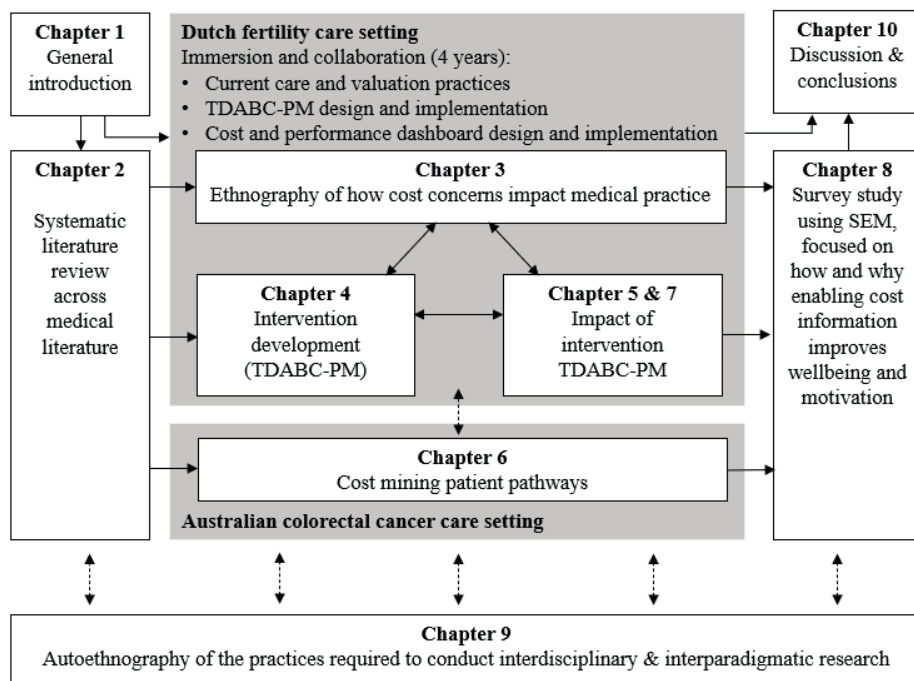 Chapter 1
General
introduction
Dutch fertility care setting
Immersion and collaboration (4 years):
• Current care and valuation practices
• TDABC-PM design and implementation
• Cost and performance dashboard design and implementation
Chapter 10
Discussion &
conclusions
Chapter 2
Systematic
literature
review
across
medical
literature
Chapter 3
Ethnography of how cost concerns impact medical practice
Chapter 4
Intervention
development
(TDABC-PM)
Chapter 5 & 7
Impact of
intervention
TDABC-PM
Chapter 6
Cost mining patient pathways
Australian colorectal cancer care setting
Chapter 8
Survey study
using SEM,
focused on
how and why
enabling cost
information
improves
wellbeing and
motivation
Chapter 9
Autoethnography of the practices required to conduct interdisciplinary & interparadigmatic research